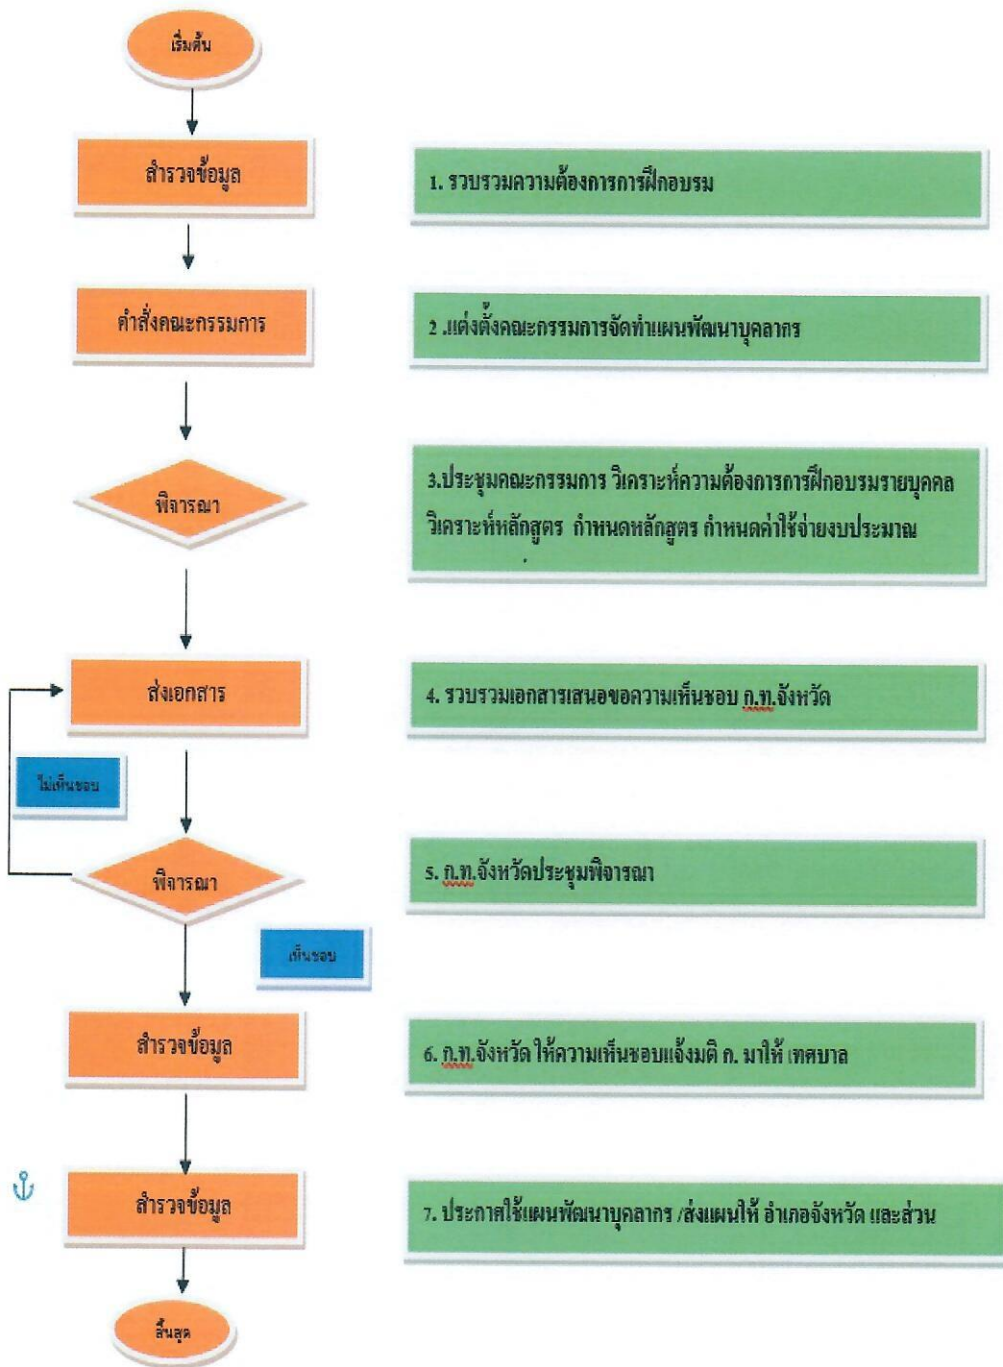 เริ่มต้น
สำรวจข้อมูล
1. รวบรวมความต้องการการฝึกอบรม
คำสั่งคณะกรรมการ
2 .แต่งตั้งคณะกรรมการจัดทำแผนพัฒนาบุคลากร
พิจารณา
3.ประชุมคณะกรรมการ วิเคราะห์ความต้องการการฝึกอบรมรายบุคคล
วิเคราะห์หลักสูตร กำหนดหลักสูตร กำหนดค่าใช้จ่ายงบประมาณ
ส่งเอกสาร
4. รวบรวมเอกสารเสนอขอความเห็นชอบ ก.ท.จังหวัด
ไม่เห็นชอบ
พิจารณา
5. ก.ท.จังหวัดประชุมพิจารณา
เห็นชอบ
สำรวจข้อมูล
6. ก.ท.จังหวัด ให้ความเห็นชอบแจ้งมติ ก. มาให้ เทศบาล
สำรวจข้อมูล
7. ประกาศใช้แผนพัฒนาบุคลากร /ส่งแผนให้ อำเภอจังหวัด และส่วน
สิ้นสุด